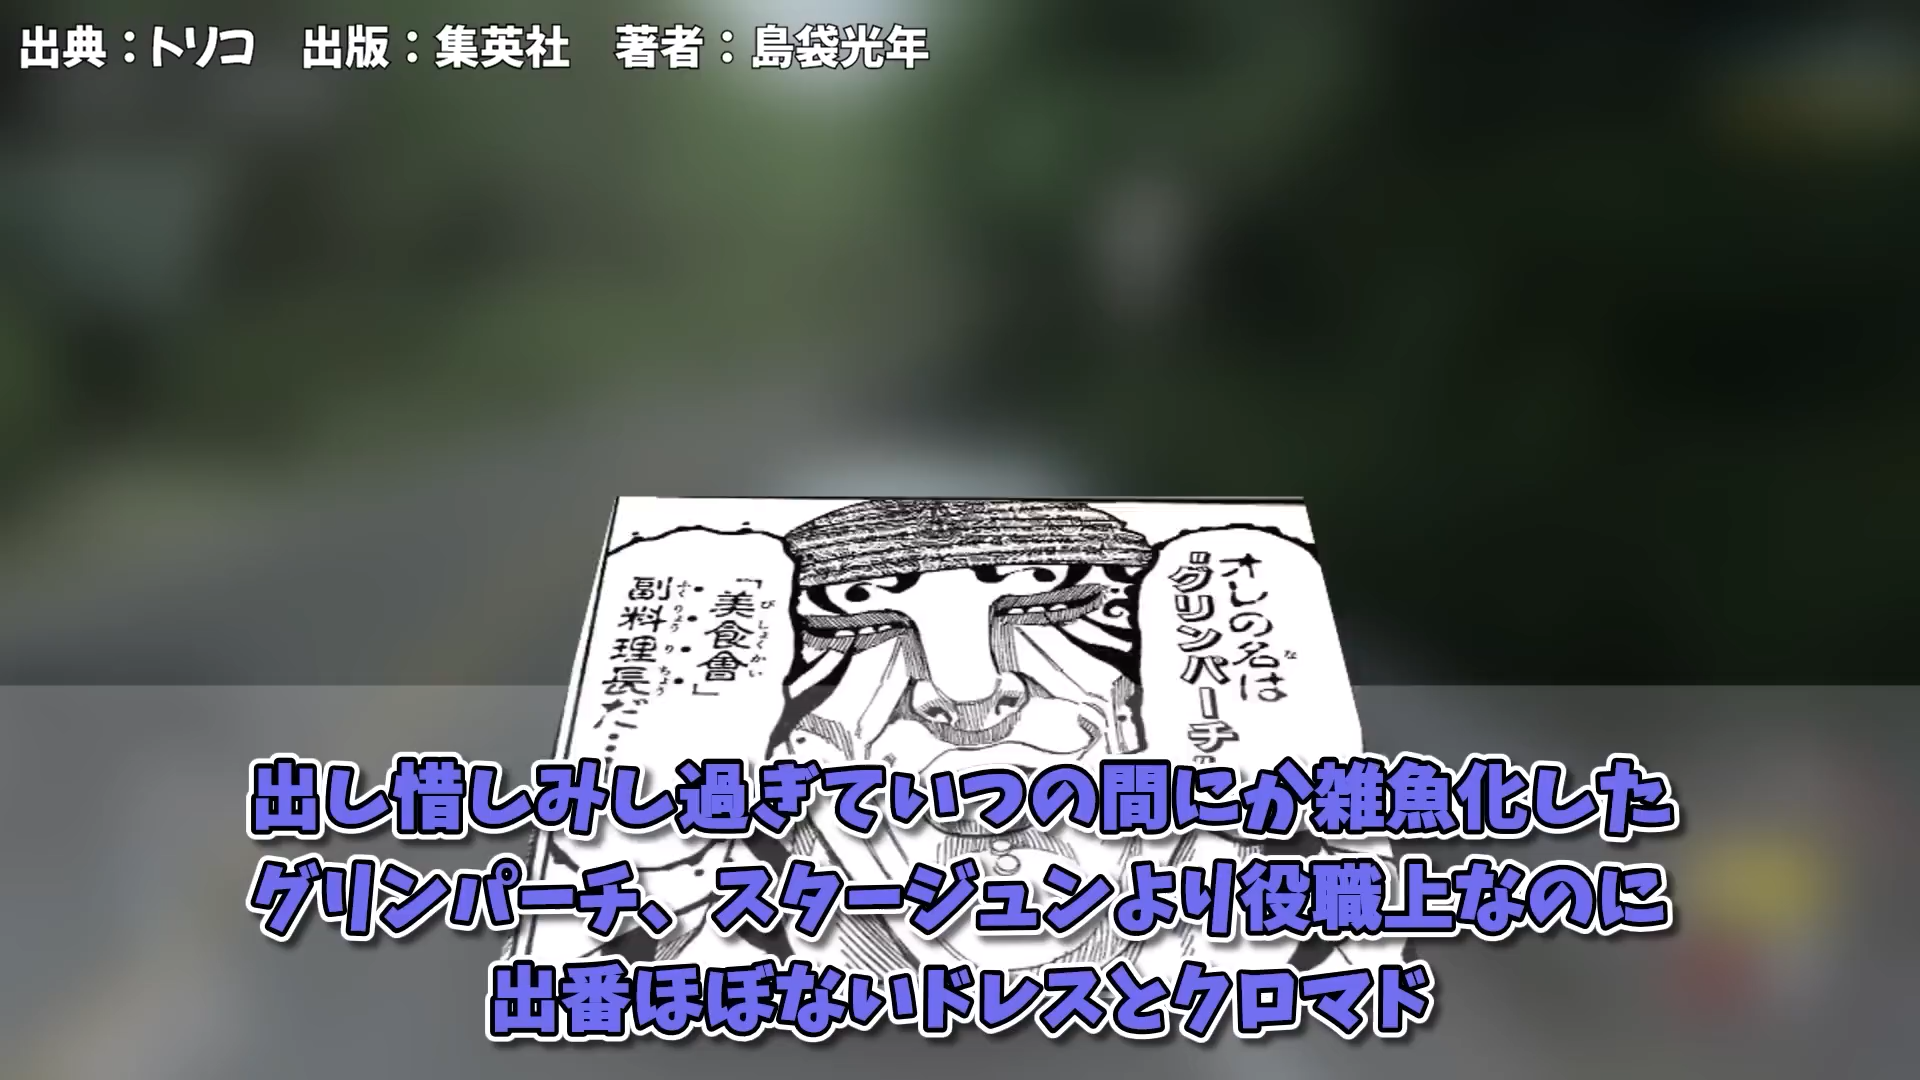 出典：トリコ　出版：集英社　著者：島袋光年
オレの名は
"グリンパーチ"
「美食會」
副料理長だ…
出し惜しみし過ぎていつの間にか雑魚化した
グリンパーチ、スタージュンより役職上なのに
出番ほぼないドレスとクロマド